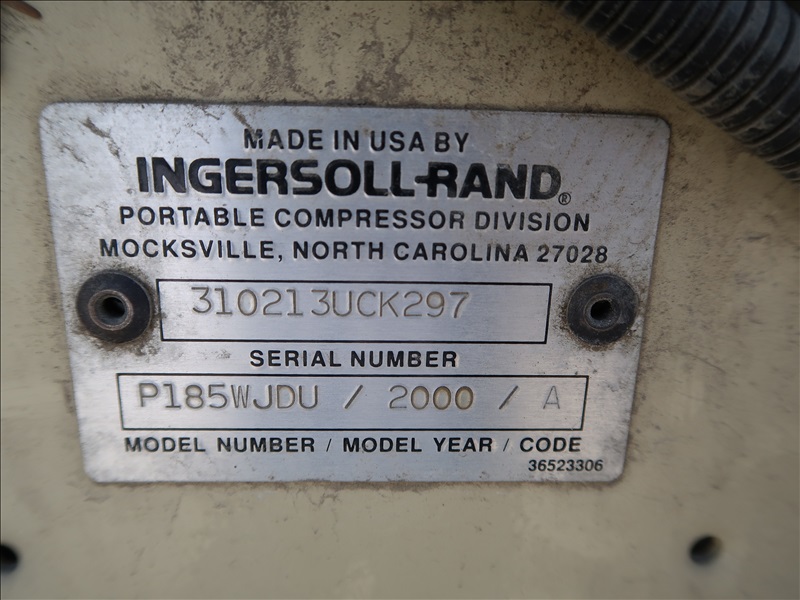 MADE IN USA BY
INGERSOLL-RAND®
PORTABLE COMPRESSOR DIVISION
MOCKSVILLE, NORTH CAROLINA 27028
310213UCK297
SERIAL NUMBER
P185WJDU / 2000 / A
MODEL NUMBER / MODEL YEAR / CODE
36523306